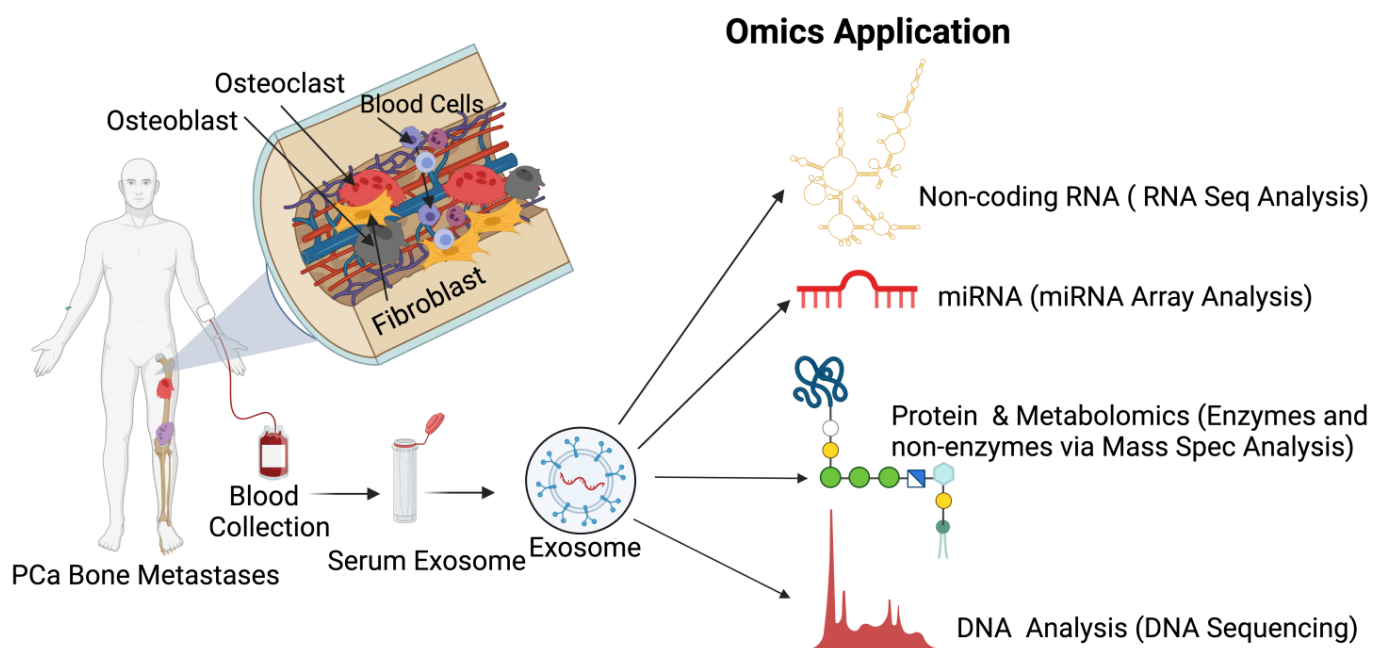 Omics Application
Osteoclast
Blood Cells
Osteoblast
Fibroblast
Non-coding RNA ( RNA Seq Analysis)
miRNA (miRNA Array Analysis)
Protein & Metabolomics (Enzymes and
non-enzymes via Mass Spec Analysis)
Blood
Collection
Serum Exosome
Exosome
PCa Bone Metastases
DNA Analysis (DNA Sequencing)